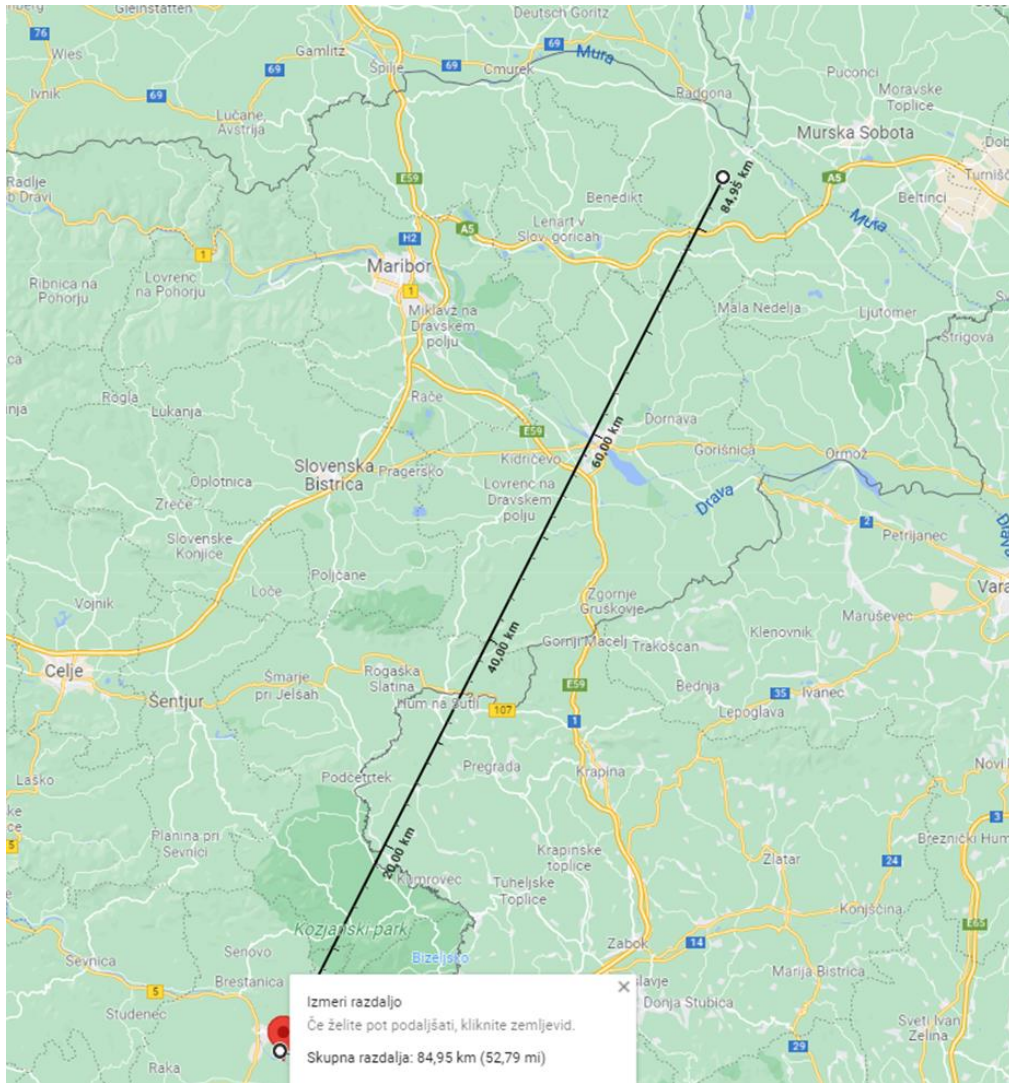 Gleinstätten
Deutsch Goritz
76
Wies
Gamlitz
69
Mura
69
Špilje
Cmurek
69
Puconci
Ivnik
69
Radgona
Moravske
Toplice
Lučane,
Avstrija
Murska Sobota
Radlje
b Dravi
E59
84,95 km
A5
Benedikt
Beltinci
Lenart v
Slov. goricah
A5
Mura
H2
1
Maribor
Ribnica na
Pohorju
Lovrenc
na Pohorju
1
Miklavž na
Dravskem
polju
Mala Nedelja
Ljutomer
Štrigova
Rogla
Lukanja
Rače
Dornava
E59
60,00 km
Gorišnica
Ormož
Slovenska
Bistrica
Pragersko
Kidričevo
Oplotnica
Lovrenc na
Dravskem
polju
Drava
Zreče
2
Petrijanec
Slovenske
Konjice
Poljčane
Loče
Zgornje
Gruškovje
Vojnik
Maruševec
Klenovnik
Gornji Macelj
Trakošćan
40,00 km
Celje
Rogaška
Slatina
Šmarje
pri Jelšah
E59
Bednja
35
Ivanec
Šentjur
Hum na Sutli
107
1
Lepoglava
Pregrada
Krapina
Podčetrtek
Laško
3
5
Planina pri
Sevnici
Breznički Hum
20,00 km
Krapinske
toplice
Zlatar
24
Kumrovec
Tuheljske
Toplice
Konjščina
Kozjanski park
E65
Zabok
14
Senovo
Bizeljsko
Sevnica
Marija Bistrica
Brestanica
5
Donja Stubica
Studenec
Sveti Ivan
Zelina
29
Raka
Izmeri razdaljo
Če želite pot podaljšati, kliknite zemljevid.
Skupna razdalja: 84,95 km (52,79 mi)